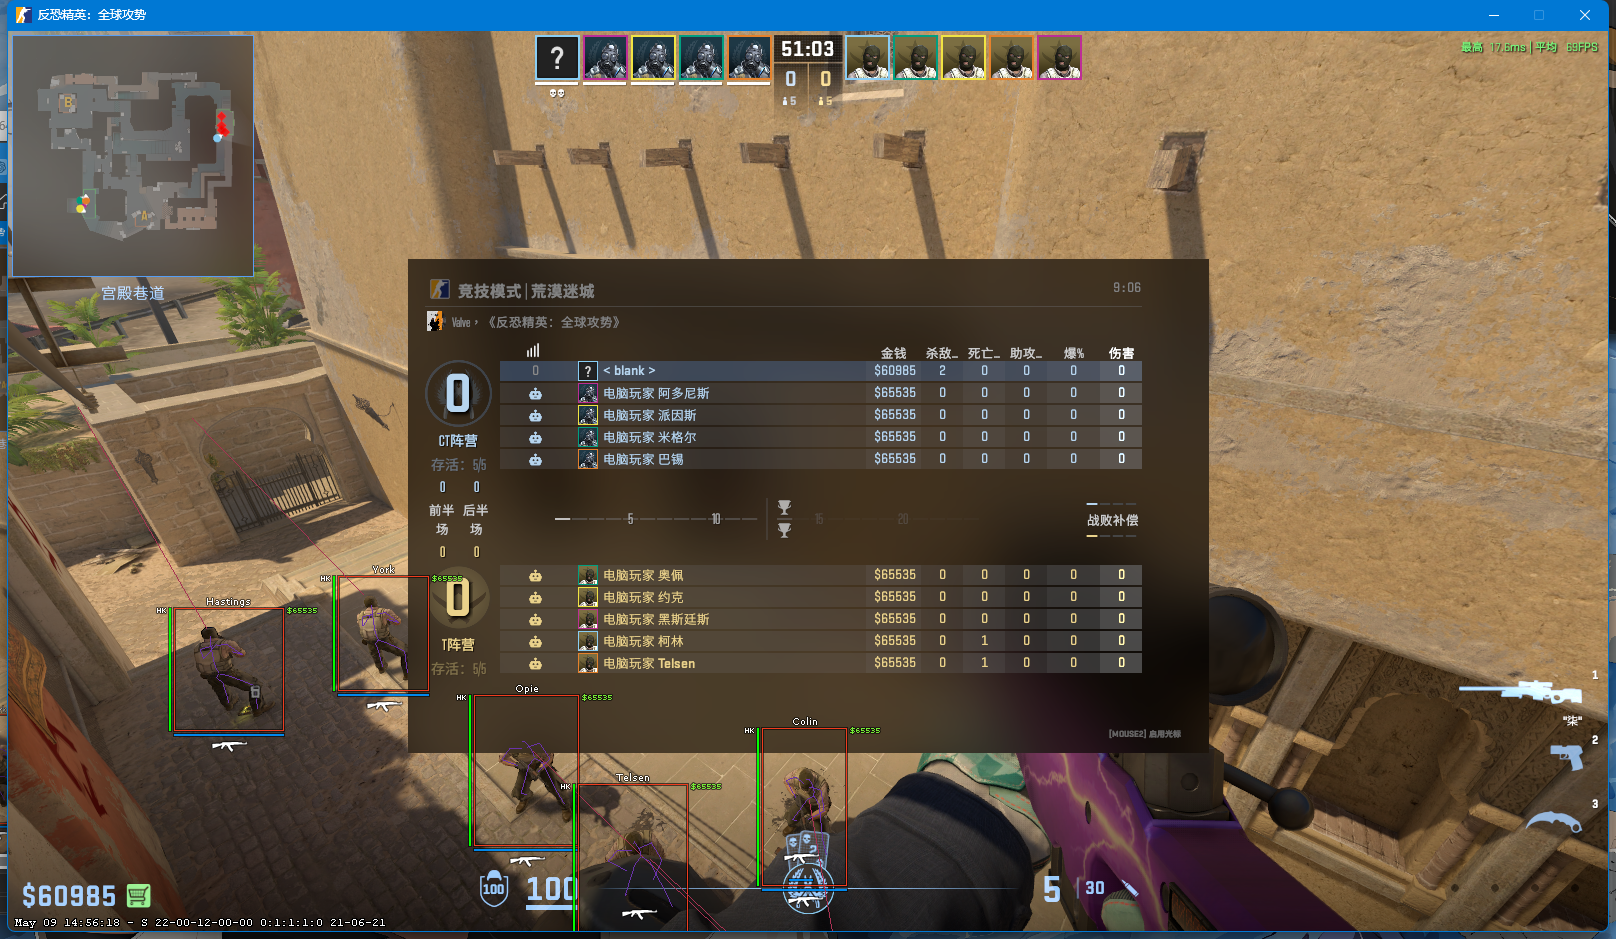 反恐精英：全球攻势
最高 17.6ms | 平均 69FPS
?
51:03
0 0
5 5
B
A
宫殿巷道
竞技模式 | 荒漠迷城
9:06
Valve，《反恐精英：全球攻势》
金钱 杀敌_ 死亡_ 助攻_ 爆% 伤害
0 ? < blank > $60985 2 0 0 0 0
电脑玩家 阿多尼斯 $65535 0 0 0 0 0
电脑玩家 派因斯 $65535 0 0 0 0 0
电脑玩家 米格尔 $65535 0 0 0 0 0
电脑玩家 巴锡 $65535 0 0 0 0 0
0
CT阵营
存活：5/5
0 0
前半场 后半场
0 0
5 10 15 20
战败补偿
0
T阵营
存活：5/5
电脑玩家 奥佩 $65535 0 0 0 0 0
电脑玩家 约克 $65535 0 0 0 0 0
电脑玩家 黑斯廷斯 $65535 0 0 0 0 0
电脑玩家 柯林 $65535 0 1 0 0 0
电脑玩家 Telsen $65535 0 1 0 0 0
[MOUSE2] 启用光标
York
HK $65535
Hastings
HK $65535
Opie
HK $65535
Colin
HK $65535
Telsen
HK $65535
1
"柒"
2
3
$60985
100 100
2
5 30
May 09 14:56:18 - S 22-00-12-00-00 0:1:1:1:0 21-06-21